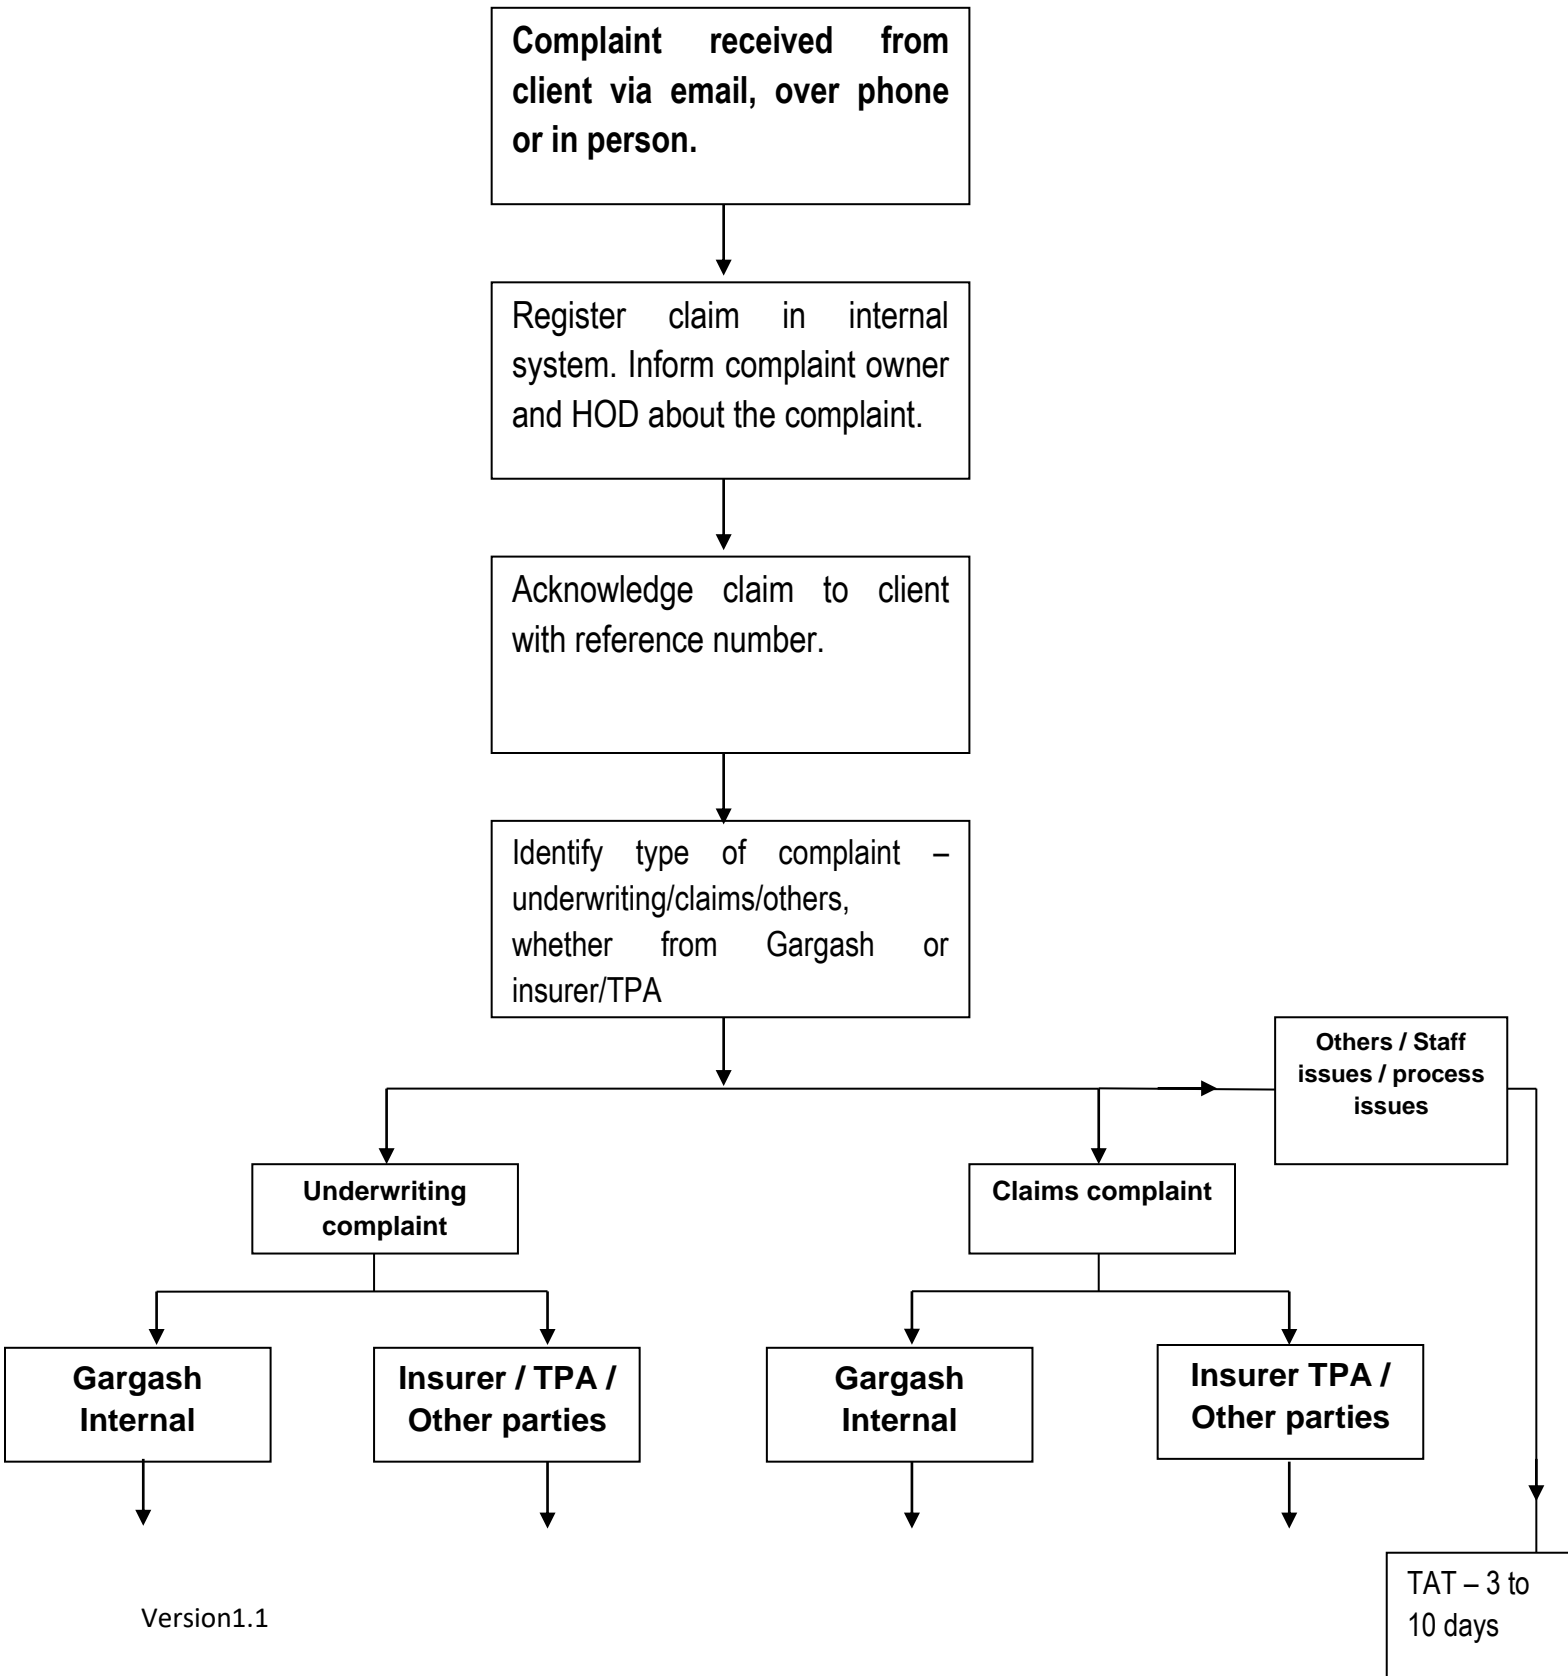 Complaint received from
client via email, over phone
or in person.
Register claim in internal
system. Inform complaint owner
and HOD about the complaint.
Acknowledge claim to client
with reference number.
Identify type of complaint –
underwriting/claims/others,
whether from Gargash or
insurer/TPA
Others / Staff
issues / process
issues
Underwriting
complaint
Claims complaint
Gargash
Internal
Insurer / TPA /
Other parties
Gargash
Internal
Insurer TPA /
Other parties
TAT – 3 to
10 days
Version1.1